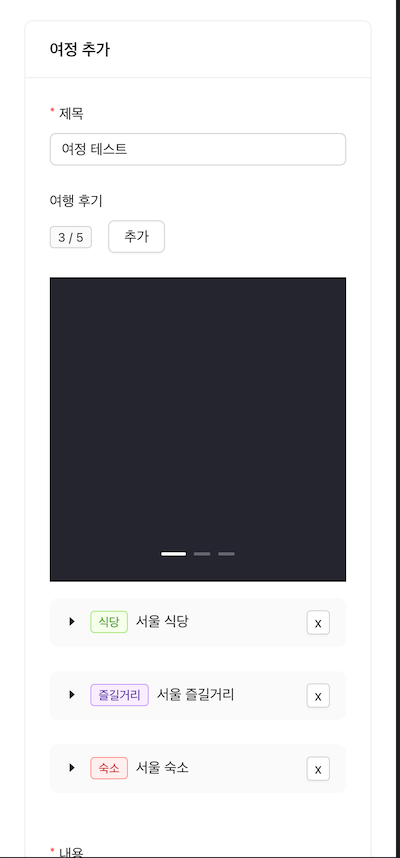 여정 추가
* 제목
여정 테스트
여행 후기
3 / 5 추가
식당 서울 식당 x
즐길거리 서울 즐길거리 x
숙소 서울 숙소 x
* 내용